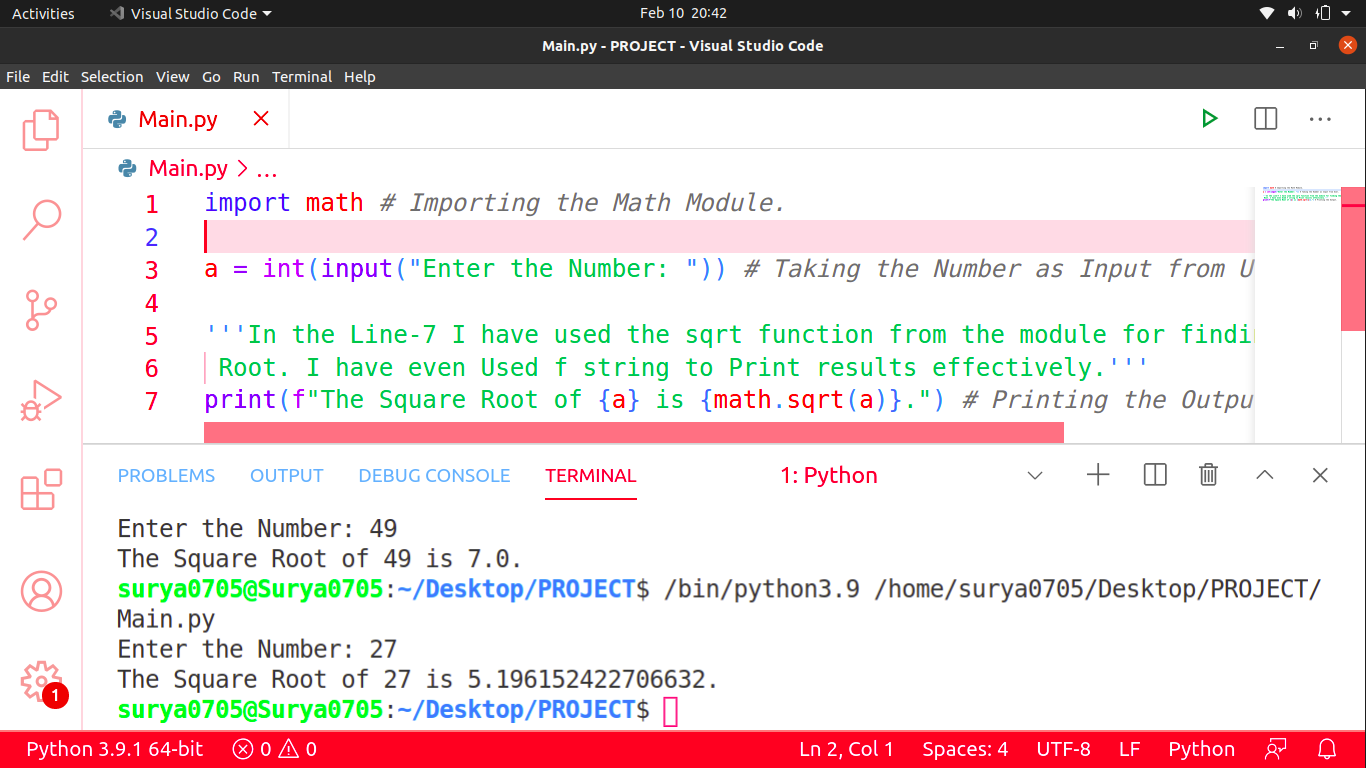 Activities Visual Studio Code Feb 10 20:42
Main.py - PROJECT - Visual Studio Code
File Edit Selection View Go Run Terminal Help
Main.py
Main.py > ...
1 import math # Importing the Math Module.
2
3 a = int(input("Enter the Number: ")) # Taking the Number as Input from U
4
5 '''In the Line-7 I have used the sqrt function from the module for findi
6 Root. I have even Used f string to Print results effectively.'''
7 print(f"The Square Root of {a} is {math.sqrt(a)}.") # Printing the Outpu
PROBLEMS OUTPUT DEBUG CONSOLE TERMINAL 1: Python
Enter the Number: 49
The Square Root of 49 is 7.0.
surya0705@Surya0705:~/Desktop/PROJECT$ /bin/python3.9 /home/surya0705/Desktop/PROJECT/
Main.py
Enter the Number: 27
The Square Root of 27 is 5.196152422706632.
surya0705@Surya0705:~/Desktop/PROJECT$
1
Python 3.9.1 64-bit 0 0 Ln 2, Col 1 Spaces: 4 UTF-8 LF Python